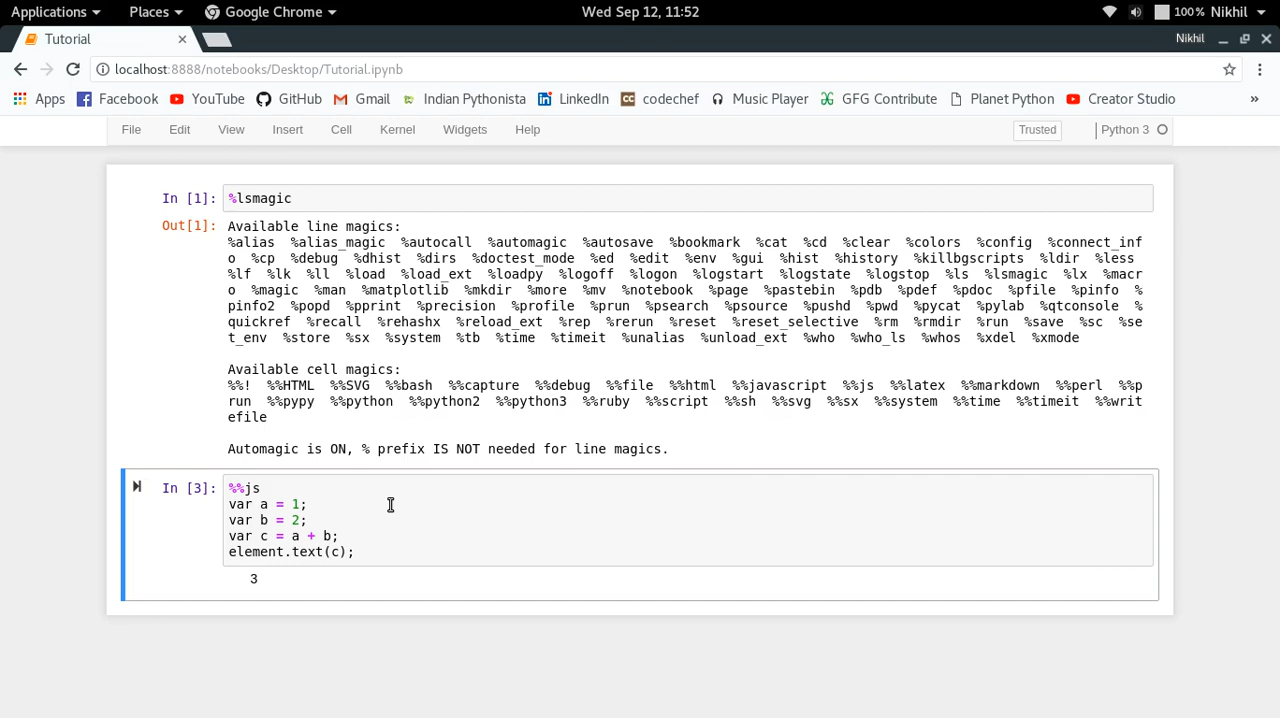 Applications Places Google Chrome Wed Sep 12, 11:52 100% Nikhil
Tutorial Nikhil
localhost:8888/notebooks/Desktop/Tutorial.ipynb
Apps Facebook YouTube GitHub Gmail Indian Pythonista LinkedIn codechef Music Player GFG Contribute Planet Python Creator Studio »
File Edit View Insert Cell Kernel Widgets Help Trusted Python 3
In [1]: %lsmagic
Out[1]: Available line magics:
%alias %alias_magic %autocall %automagic %autosave %bookmark %cat %cd %clear %colors %config %connect_inf
o %cp %debug %dhist %dirs %doctest_mode %ed %edit %env %gui %hist %history %killbgscripts %ldir %less
%lf %lk %ll %load %load_ext %loadpy %logoff %logon %logstart %logstate %logstop %ls %lsmagic %lx %macr
o %magic %man %matplotlib %mkdir %more %mv %notebook %page %pastebin %pdb %pdef %pdoc %pfile %pinfo %
pinfo2 %popd %pprint %precision %profile %prun %psearch %psource %pushd %pwd %pycat %pylab %qtconsole %
quickref %recall %rehashx %reload_ext %rep %rerun %reset %reset_selective %rm %rmdir %run %save %sc %se
t_env %store %sx %system %tb %time %timeit %unalias %unload_ext %who %who_ls %whos %xdel %xmode
Available cell magics:
%%! %%HTML %%SVG %%bash %%capture %%debug %%file %%html %%javascript %%js %%latex %%markdown %%perl %%p
run %%pypy %%python %%python2 %%python3 %%ruby %%script %%sh %%svg %%sx %%system %%time %%timeit %%writ
efile
Automagic is ON, % prefix IS NOT needed for line magics.
In [3]: %%js
var a = 1;
var b = 2;
var c = a + b;
element.text(c);
3